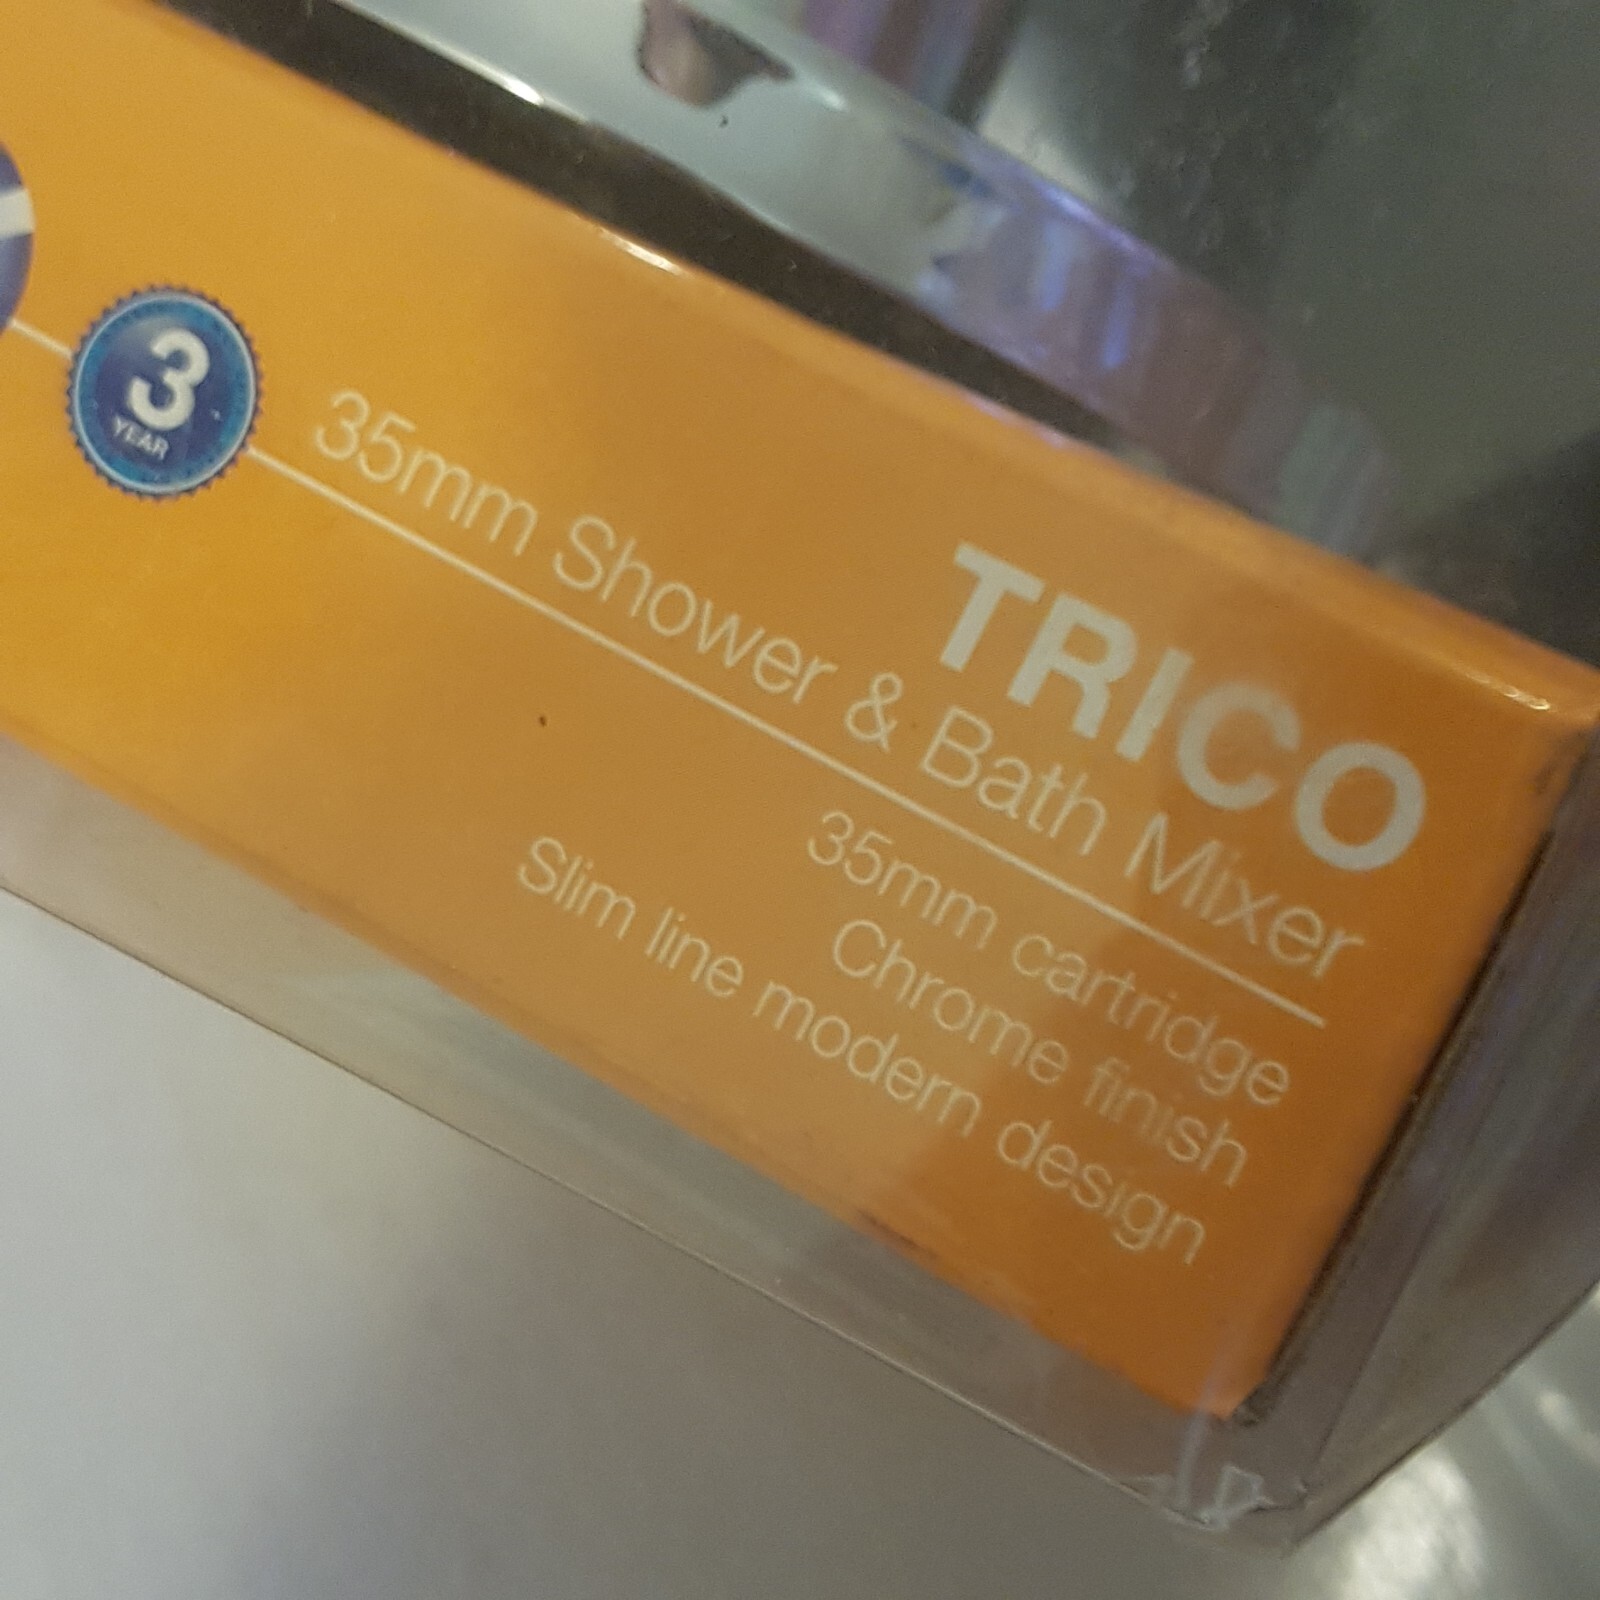 3
YEAR
TRICO
35mm Shower & Bath Mixer
35mm cartridge
Chrome finish
Slim line modern design